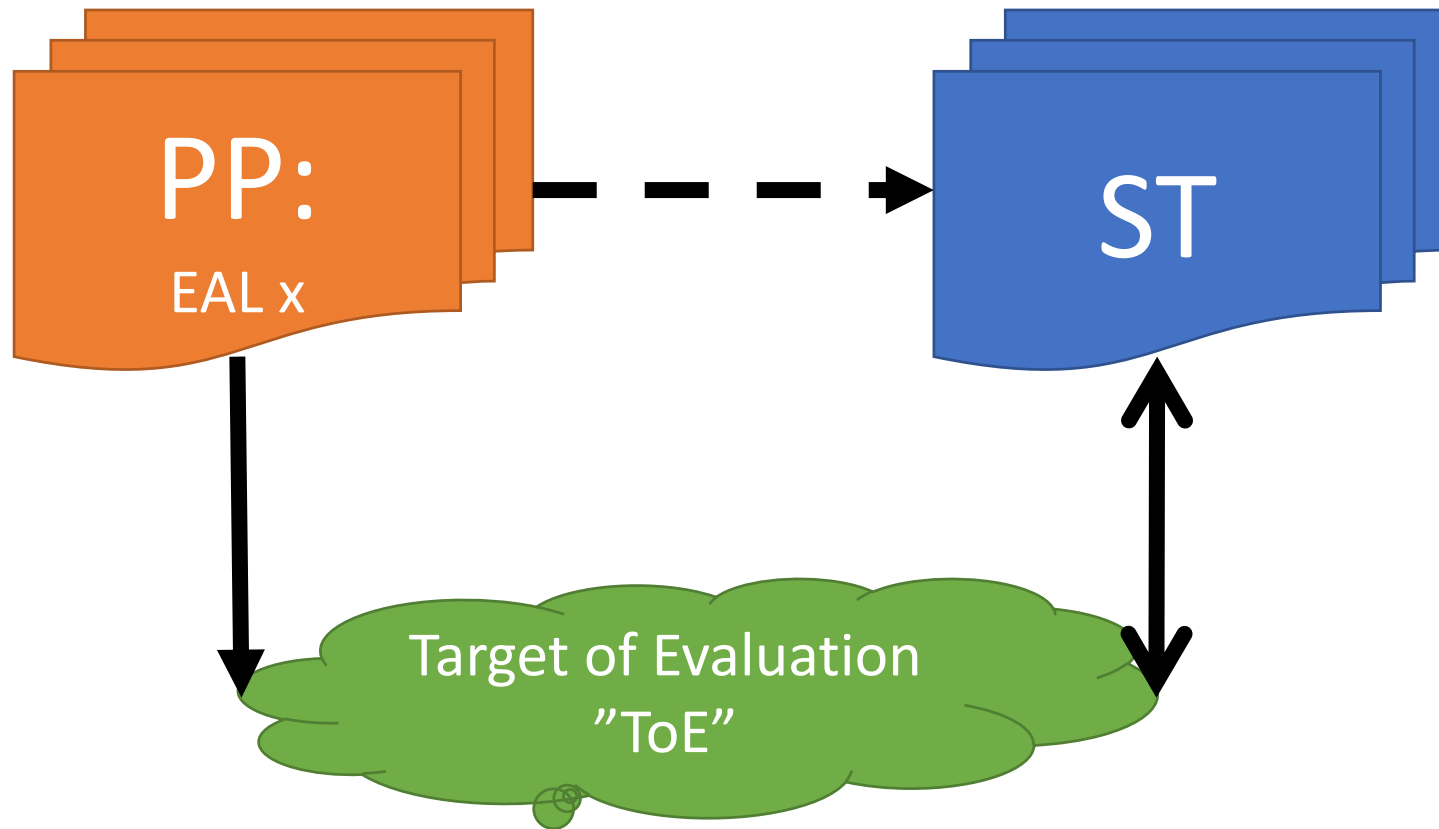 PP:
EAL x
ST
Target of Evaluation
”ToE”